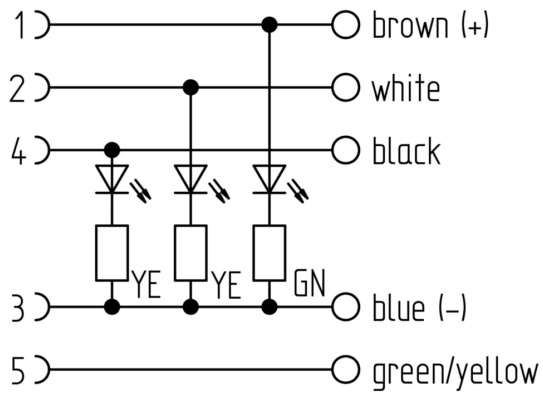 1 brown (+)
2 white
4 black
YE YE GN
3 blue (-)
5 green/yellow